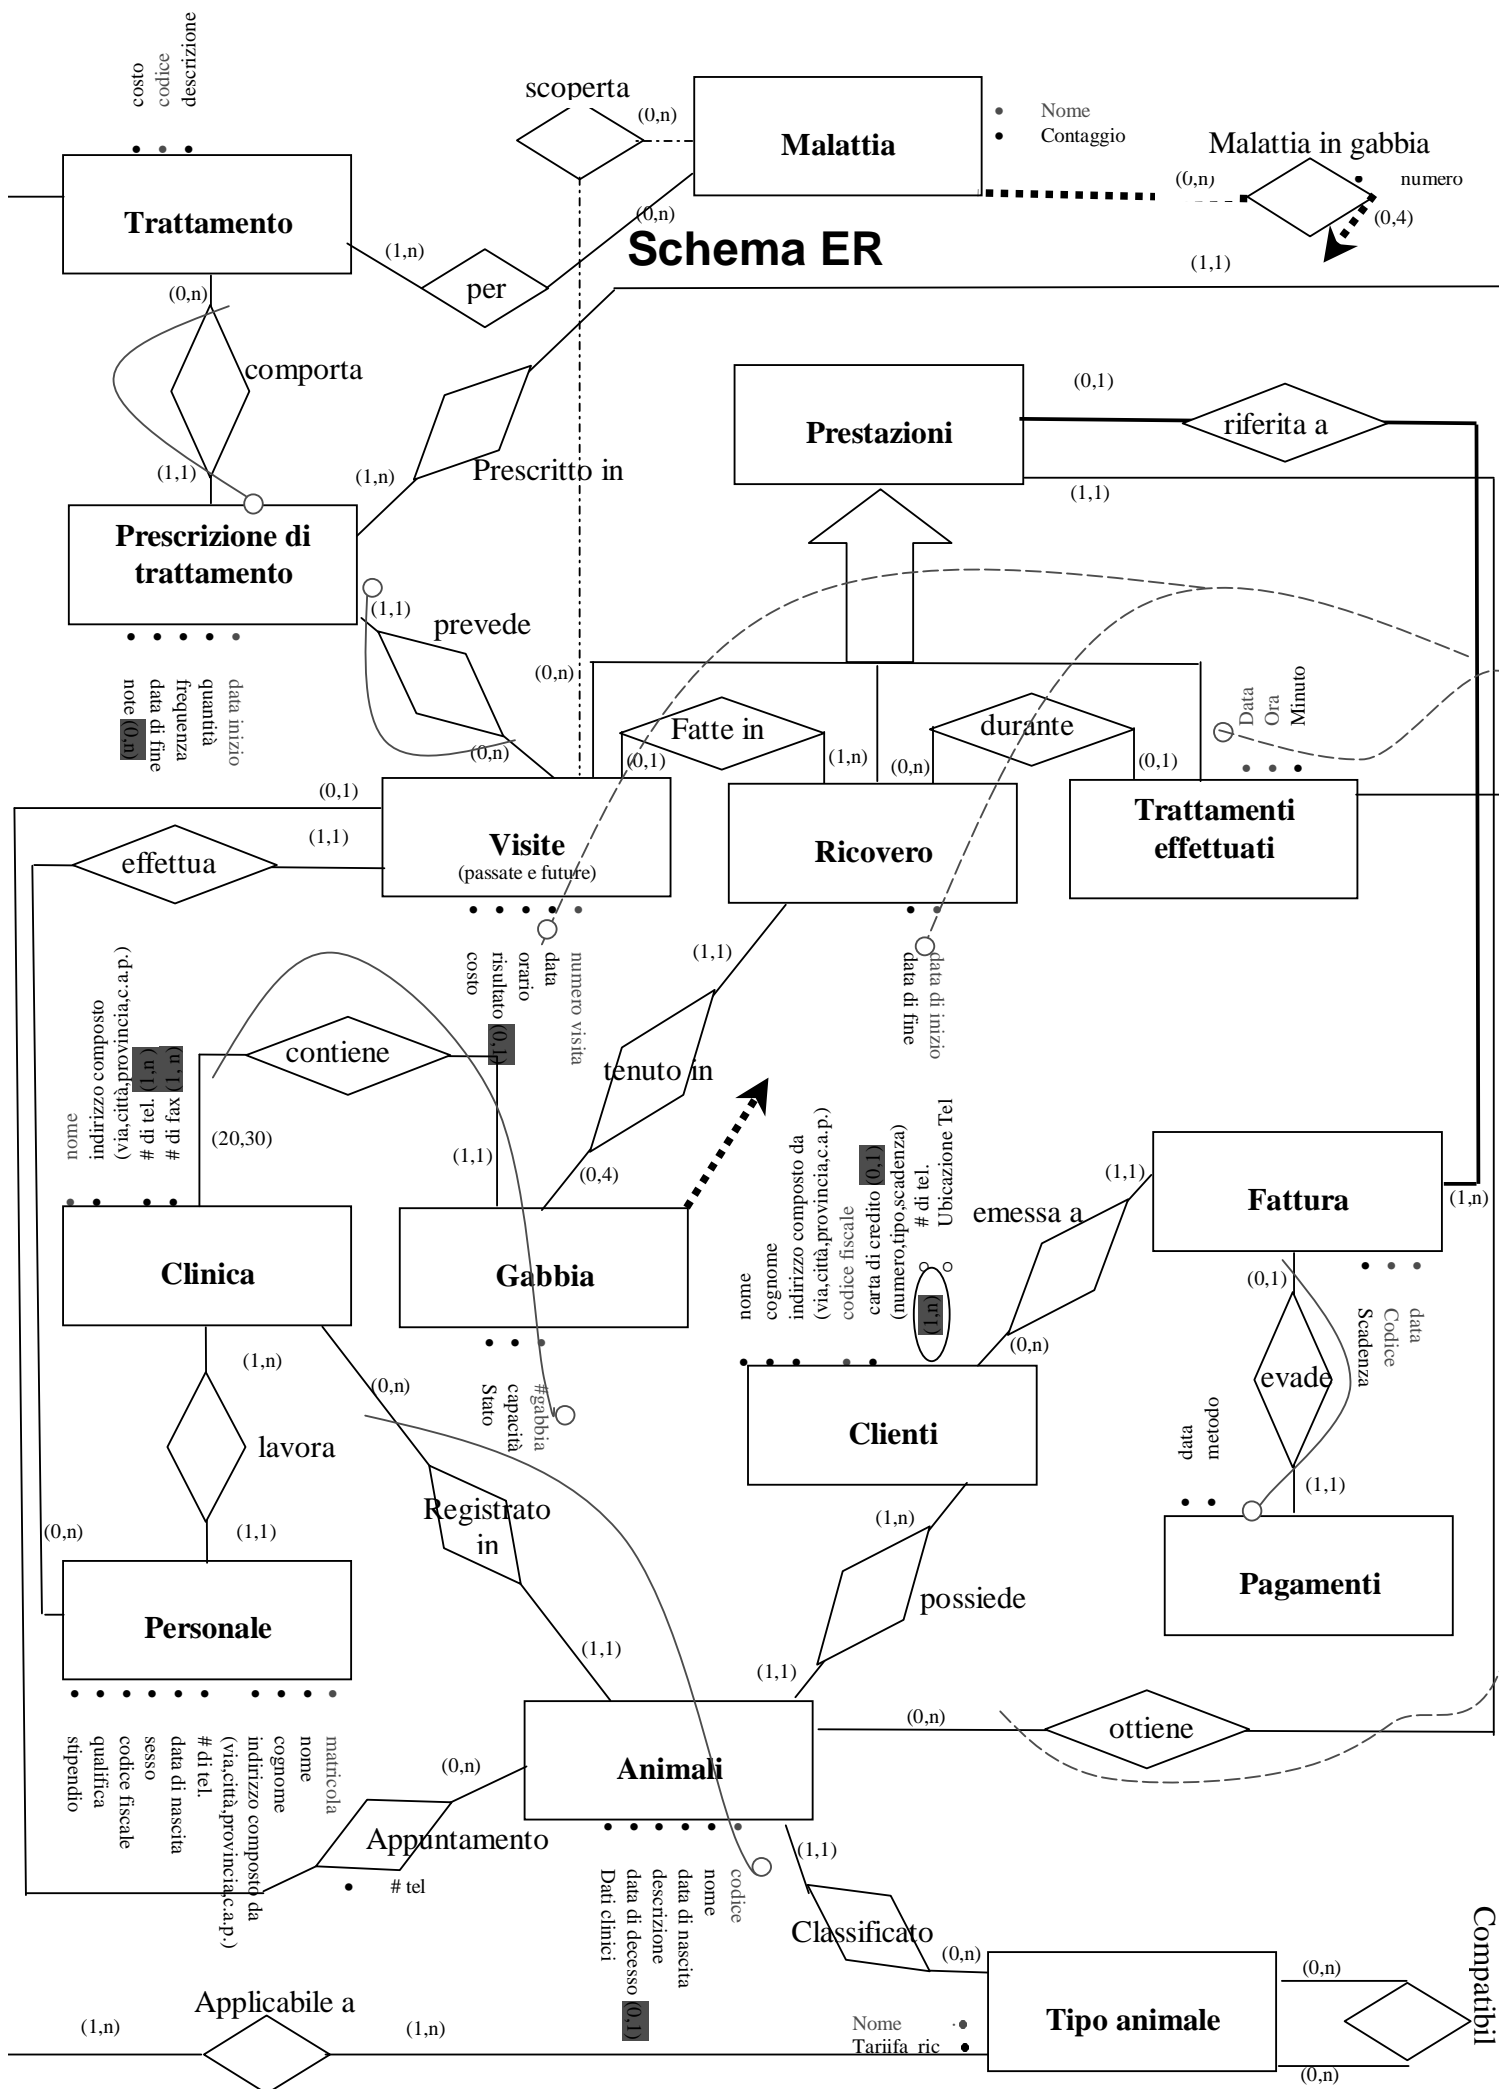 costo
codice
descrizione
scoperta
(0,n)
Malattia
Nome
Contaggio
Malattia in gabbia
(0,n)
numero
(0,4)
Trattamento
(1,n)
(0,n)
per
Schema ER
(1,1)
(0,n)
comporta
(1,1)
(1,n)
Prescritto in
Prestazioni
(0,1)
riferita a
(1,1)
Prescrizione di
trattamento
(1,1)
prevede
(0,n)
note (0,n)
data di fine
frequenza
quantità
data inizio
(0,n)
Fatte in
(0,1)
(1,n)
durante
(0,n)
(0,1)
Data
Ora
Minuto
(0,1)
(1,1)
effettua
Visite
(passate e future)
Ricovero
Trattamenti
effettuati
costo
risultato (0,1)
orario
data
numero visita
(1,1)
data di fine
data di inizio
nome
indirizzo composto
(via,città,provincia,c.a.p.)
# di tel. (1,n )
# di fax (1, n)
contiene
(20,30)
(1,1)
tenuto in
(0,4)
nome
cognome
indirizzo composto da
(via,città,provincia,c.a.p.)
codice fiscale
carta di credito (0,1)
(numero,tipo,scadenza)
# di tel.
Ubicazione Tel
(1,n)
emessa a
(1,1)
Fattura
(1,n)
Clinica
Gabbia
(0,n)
(0,1)
Scadenza
Codice
data
(1,n)
(0,n)
Stato
capacità
#gabbia
Clienti
evade
data
metodo
lavora
(1,1)
(0,n)
(1,1)
Registrato
in
(1,n)
possiede
Pagamenti
Personale
(1,1)
(1,1)
stipendio
qualifica
codice fiscale
sesso
data di nascita
# di tel.
(via,città,provincia,c.a.p.)
indirizzo composto da
cognome
nome
matricola
(0,n)
Animali
(0,n)
ottiene
Appuntamento
# tel
Dati clinici
data di decesso (0,1)
descrizione
data di nascita
nome
codice
(1,1)
Classificato
(0,n)
Applicabile a
(1,n)
(1,n)
Nome
Tariifa ric
Tipo animale
(0,n)
(0,n)
Compatibil